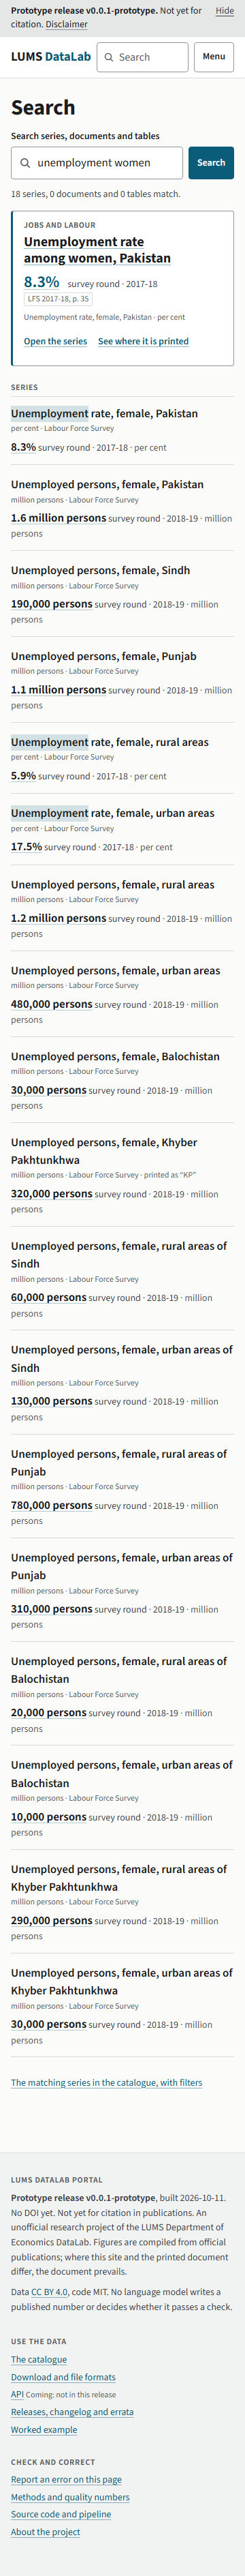 Prototype release v0.0.1-prototype. Not yet for citation. Disclaimer
Hide
LUMS DataLab
Search
Menu
Search
Search series, documents and tables
unemployment women
Search
18 series, 0 documents and 0 tables match.
JOBS AND LABOUR
Unemployment rate
among women, Pakistan
8.3% survey round · 2017-18
LFS 2017-18, p. 35
Unemployment rate, female, Pakistan · per cent
Open the series
See where it is printed
SERIES
Unemployment rate, female, Pakistan
per cent · Labour Force Survey
8.3% survey round · 2017-18 · per cent
Unemployed persons, female, Pakistan
million persons · Labour Force Survey
1.6 million persons survey round · 2018-19 · million
persons
Unemployed persons, female, Sindh
million persons · Labour Force Survey
190,000 persons survey round · 2018-19 · million
persons
Unemployed persons, female, Punjab
million persons · Labour Force Survey
1.1 million persons survey round · 2018-19 · million
persons
Unemployment rate, female, rural areas
per cent · Labour Force Survey
5.9% survey round · 2017-18 · per cent
Unemployment rate, female, urban areas
per cent · Labour Force Survey
17.5% survey round · 2017-18 · per cent
Unemployed persons, female, rural areas
million persons · Labour Force Survey
1.2 million persons survey round · 2018-19 · million
persons
Unemployed persons, female, urban areas
million persons · Labour Force Survey
480,000 persons survey round · 2018-19 · million
persons
Unemployed persons, female, Balochistan
million persons · Labour Force Survey
30,000 persons survey round · 2018-19 · million
persons
Unemployed persons, female, Khyber
Pakhtunkhwa
million persons · Labour Force Survey · printed as “KP”
320,000 persons survey round · 2018-19 · million
persons
Unemployed persons, female, rural areas of
Sindh
million persons · Labour Force Survey
60,000 persons survey round · 2018-19 · million
persons
Unemployed persons, female, urban areas of
Sindh
million persons · Labour Force Survey
130,000 persons survey round · 2018-19 · million
persons
Unemployed persons, female, rural areas of
Punjab
million persons · Labour Force Survey
780,000 persons survey round · 2018-19 · million
persons
Unemployed persons, female, urban areas of
Punjab
million persons · Labour Force Survey
310,000 persons survey round · 2018-19 · million
persons
Unemployed persons, female, rural areas of
Balochistan
million persons · Labour Force Survey
20,000 persons survey round · 2018-19 · million
persons
Unemployed persons, female, urban areas of
Balochistan
million persons · Labour Force Survey
10,000 persons survey round · 2018-19 · million
persons
Unemployed persons, female, rural areas of
Khyber Pakhtunkhwa
million persons · Labour Force Survey
290,000 persons survey round · 2018-19 · million
persons
Unemployed persons, female, urban areas of
Khyber Pakhtunkhwa
million persons · Labour Force Survey
30,000 persons survey round · 2018-19 · million
persons
The matching series in the catalogue, with filters
LUMS DATALAB PORTAL
Prototype release v0.0.1-prototype, built 2026-10-11.
No DOI yet. Not yet for citation in publications. An
unofficial research project of the LUMS Department of
Economics DataLab. Figures are compiled from official
publications; where this site and the printed document
differ, the document prevails.
Data CC BY 4.0, code MIT. No language model writes a
published number or decides whether it passes a check.
USE THE DATA
The catalogue
Download and file formats
API Coming: not in this release
Releases, changelog and errata
Worked example
CHECK AND CORRECT
Report an error on this page
Methods and quality numbers
Source code and pipeline
About the project